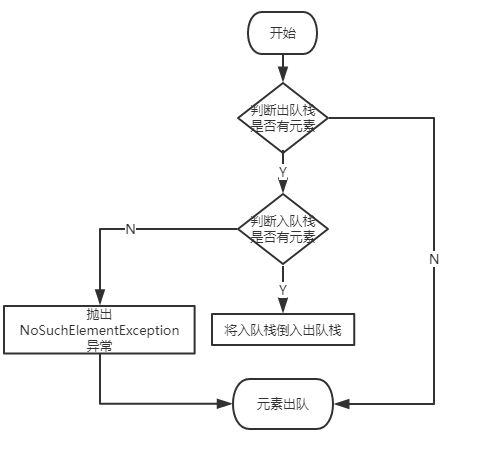 开始
判断出队栈
是否有元素
Y
判断入队栈
是否有元素
N
Y
N
抛出
NoSuchElementException
异常
将入队栈倒入出队栈
元素出队